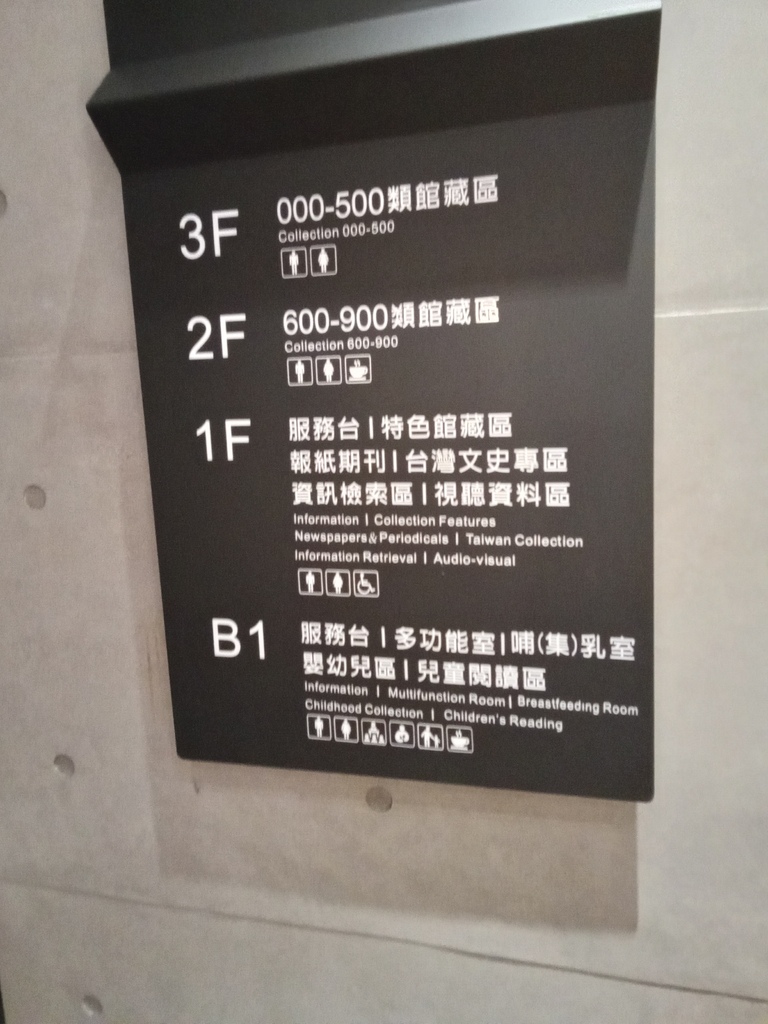 3F
000-500類館藏區
Collection 000-500
2F
600-900類館藏區
Collection 600-900
1F
服務台 | 特色館藏區
報紙期刊 | 台灣文史專區
資訊檢索區 | 視聽資料區
Information | Collection Features
Newspapers & Periodicals | Taiwan Collection
Information Retrieval | Audio-visual
B1
服務台 | 多功能室 | 哺(集)乳室
嬰幼兒區 | 兒童閱讀區
Information | Multifunction Room | Breastfeeding Room
Childhood Collection | Children's Reading